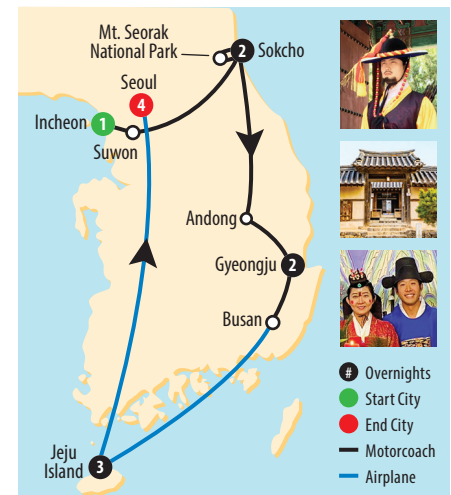 Mt. Seorak
National Park
2
Sokcho
Seoul
4
Incheon
1
Suwon
Andong
Gyeongju
2
Busan
Jeju
Island
3
# Overnights
Start City
End City
Motorcoach
Airplane